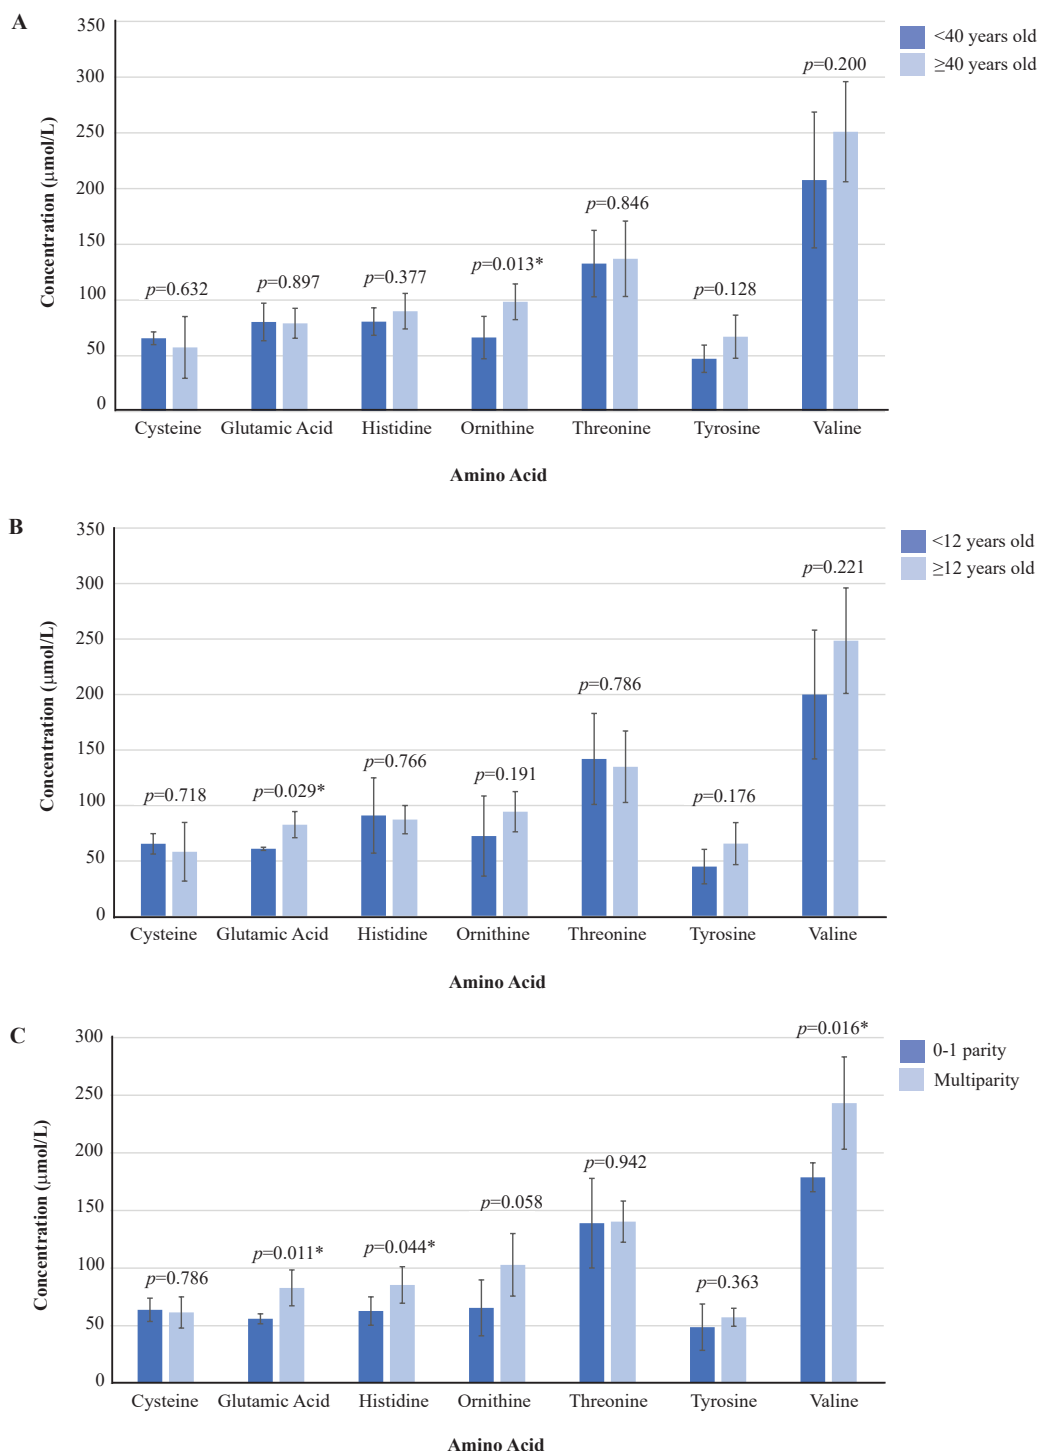 A
350
300
250
200
150
100
50
0
Concentration (μmol/L)
p=0.632
p=0.897
p=0.377
p=0.013*
p=0.846
p=0.128
p=0.200
<40 years old
≥40 years old
Cysteine Glutamic Acid Histidine Ornithine Threonine Tyrosine Valine
Amino Acid
B
350
300
250
200
150
100
50
0
Concentration (μmol/L)
p=0.718
p=0.029*
p=0.766
p=0.191
p=0.786
p=0.176
p=0.221
<12 years old
≥12 years old
Cysteine Glutamic Acid Histidine Ornithine Threonine Tyrosine Valine
Amino Acid
C
300
250
200
150
100
50
0
Concentration (μmol/L)
p=0.786
p=0.011*
p=0.044*
p=0.058
p=0.942
p=0.363
p=0.016*
0-1 parity
Multiparity
Cysteine Glutamic Acid Histidine Ornithine Threonine Tyrosine Valine
Amino Acid